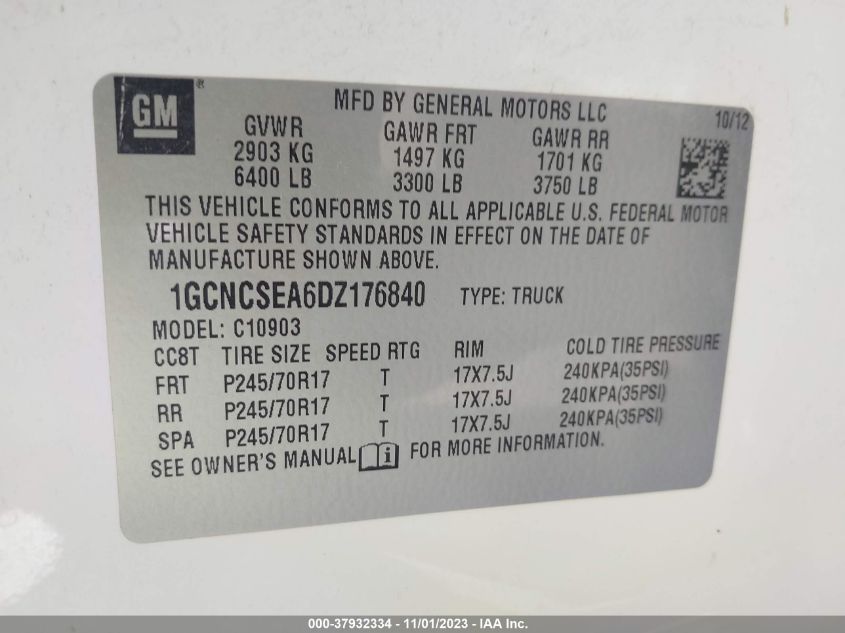 GM®
MFD BY GENERAL MOTORS LLC
10/12
GVWR GAWR FRT GAWR RR
2903 KG 1497 KG 1701 KG
6400 LB 3300 LB 3750 LB
THIS VEHICLE CONFORMS TO ALL APPLICABLE U.S. FEDERAL MOTOR
VEHICLE SAFETY STANDARDS IN EFFECT ON THE DATE OF
MANUFACTURE SHOWN ABOVE.
1GCNCSEA6DZ176840 TYPE: TRUCK
MODEL: C10903
CC8T TIRE SIZE SPEED RTG RIM COLD TIRE PRESSURE
FRT P245/70R17 T 17X7.5J 240KPA(35PSI)
RR P245/70R17 T 17X7.5J 240KPA(35PSI)
SPA P245/70R17 T 17X7.5J 240KPA(35PSI)
SEE OWNER'S MANUAL i FOR MORE INFORMATION.
000-37932334 - 11/01/2023 - IAA Inc.